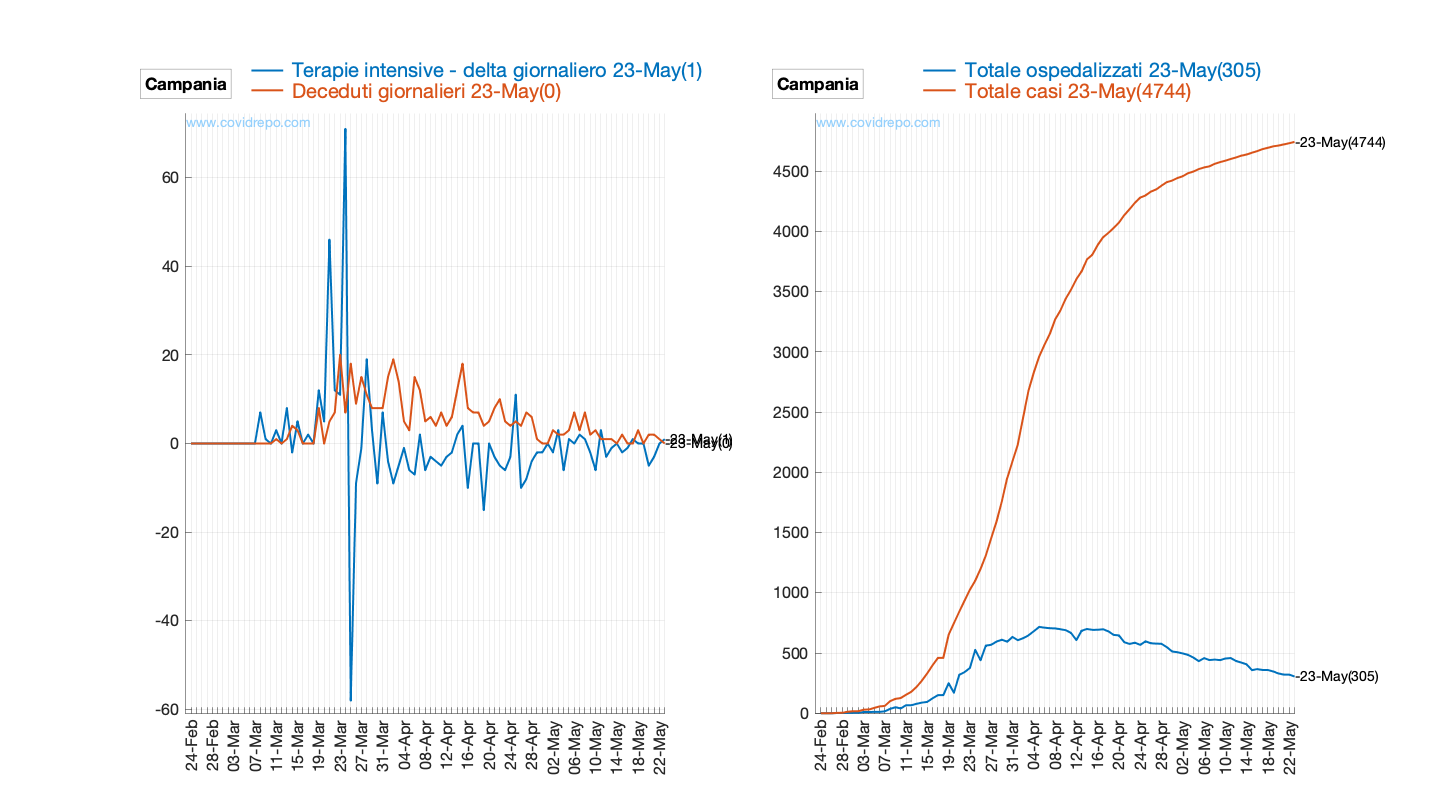 Campania
Terapie intensive - delta giornaliero 23-May(1)
Deceduti giornalieri 23-May(0)
www.covidrepo.com
60
40
20
0
-20
-40
-60
-23-May(1)
-23-May(0)
24-Feb
28-Feb
03-Mar
07-Mar
11-Mar
15-Mar
19-Mar
23-Mar
27-Mar
31-Mar
04-Apr
08-Apr
12-Apr
16-Apr
20-Apr
24-Apr
28-Apr
02-May
06-May
10-May
14-May
18-May
22-May
Campania
Totale ospedalizzati 23-May(305)
Totale casi 23-May(4744)
www.covidrepo.com
4500
4000
3500
3000
2500
2000
1500
1000
500
0
-23-May(4744)
-23-May(305)
24-Feb
28-Feb
03-Mar
07-Mar
11-Mar
15-Mar
19-Mar
23-Mar
27-Mar
31-Mar
04-Apr
08-Apr
12-Apr
16-Apr
20-Apr
24-Apr
28-Apr
02-May
06-May
10-May
14-May
18-May
22-May